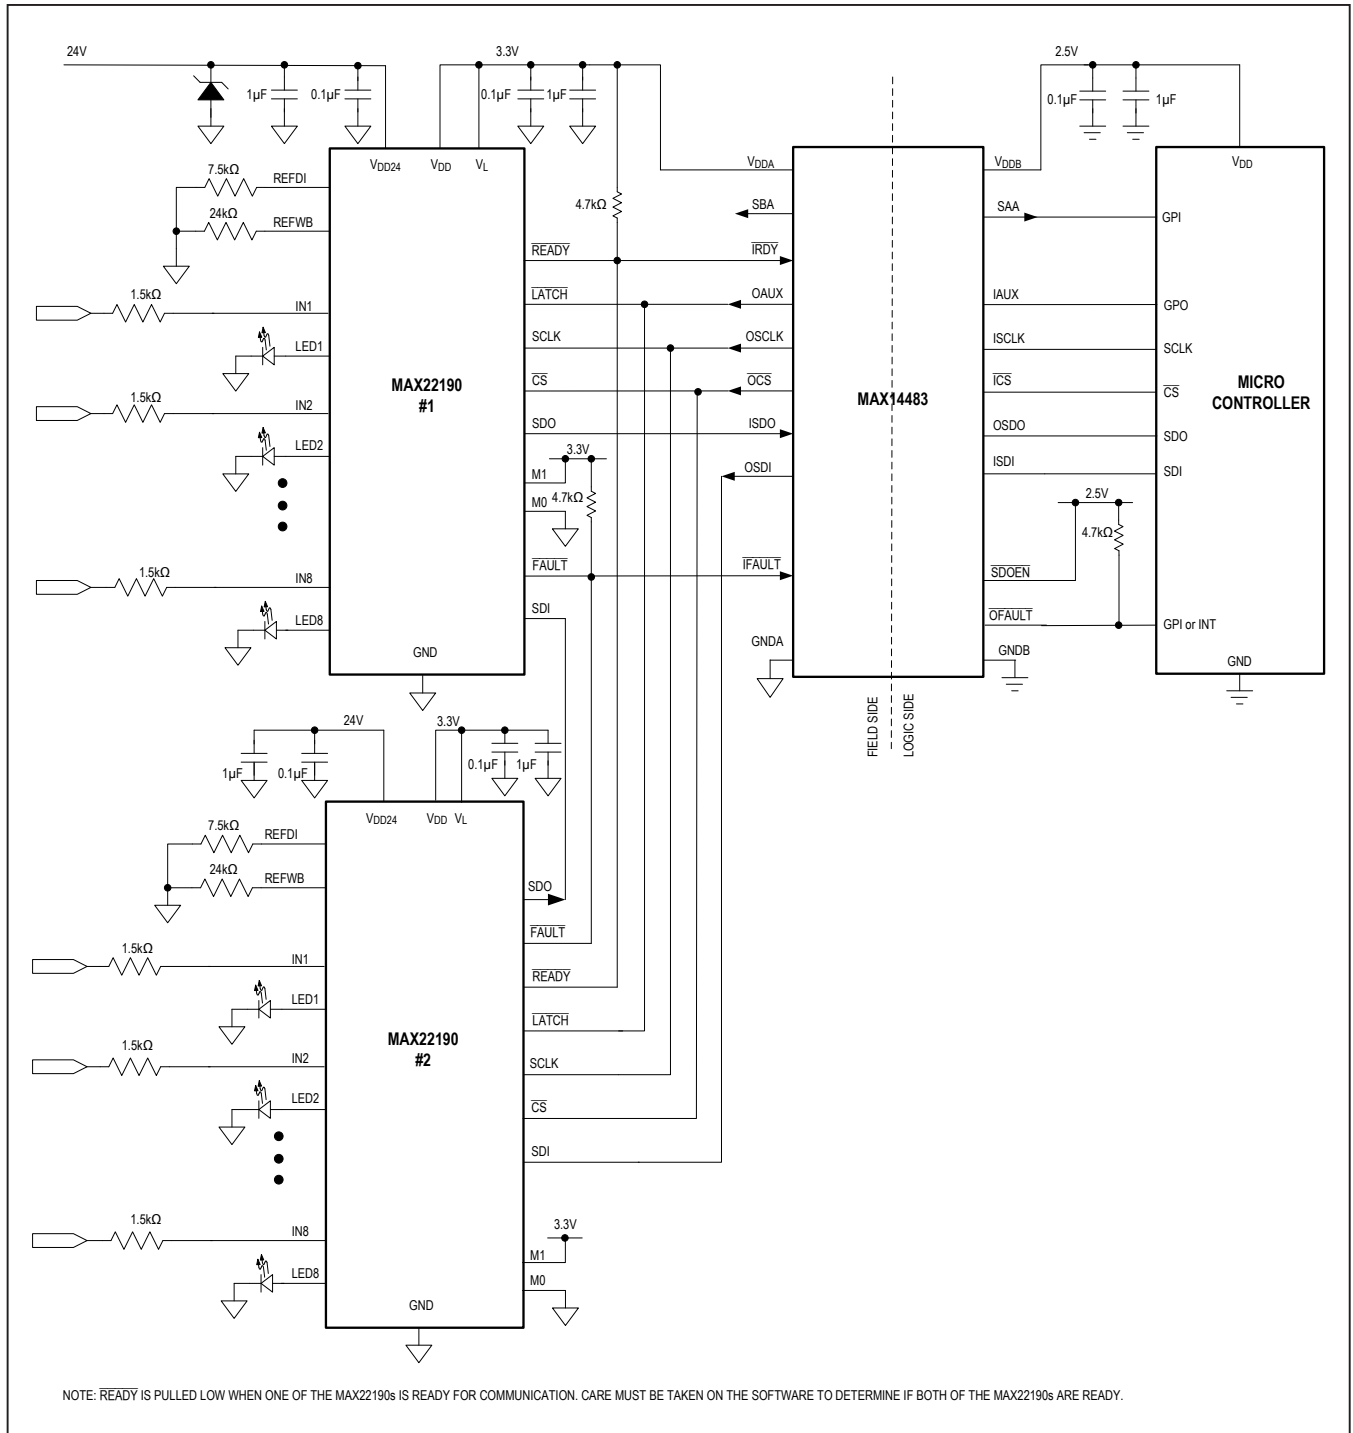 24V
3.3V
2.5V
1µF
0.1µF
0.1µF
1µF
0.1µF
1µF
VDD24
VDD
VL
VDDA
VDDB
VDD
7.5kΩ
REFDI
4.7kΩ
SBA
SAA
GPI
24kΩ
REFWB
READY
IRDY
1.5kΩ
IN1
LATCH
OAUX
IAUX
GPO
LED1
SCLK
OSCLK
ISCLK
SCLK
MAX22190
#1
CS
OCS
MAX14483
ICS
CS
MICRO
CONTROLLER
1.5kΩ
IN2
SDO
ISDO
OSDO
SDO
LED2
3.3V
M1
OSDI
ISDI
SDI
4.7kΩ
M0
2.5V
4.7kΩ
FAULT
IFAULT
SDOEN
1.5kΩ
IN8
SDI
OFAULT
GPI or INT
LED8
GND
GNDA
GNDB
GND
FIELD SIDE
LOGIC SIDE
24V
3.3V
1µF
0.1µF
0.1µF
1µF
VDD24
VDD
VL
7.5kΩ
REFDI
24kΩ
REFWB
SDO
FAULT
1.5kΩ
IN1
READY
LED1
LATCH
MAX22190
#2
1.5kΩ
IN2
SCLK
LED2
CS
SDI
1.5kΩ
IN8
3.3V
M1
LED8
M0
GND
NOTE: READY IS PULLED LOW WHEN ONE OF THE MAX22190s IS READY FOR COMMUNICATION. CARE MUST BE TAKEN ON THE SOFTWARE TO DETERMINE IF BOTH OF THE MAX22190s ARE READY.